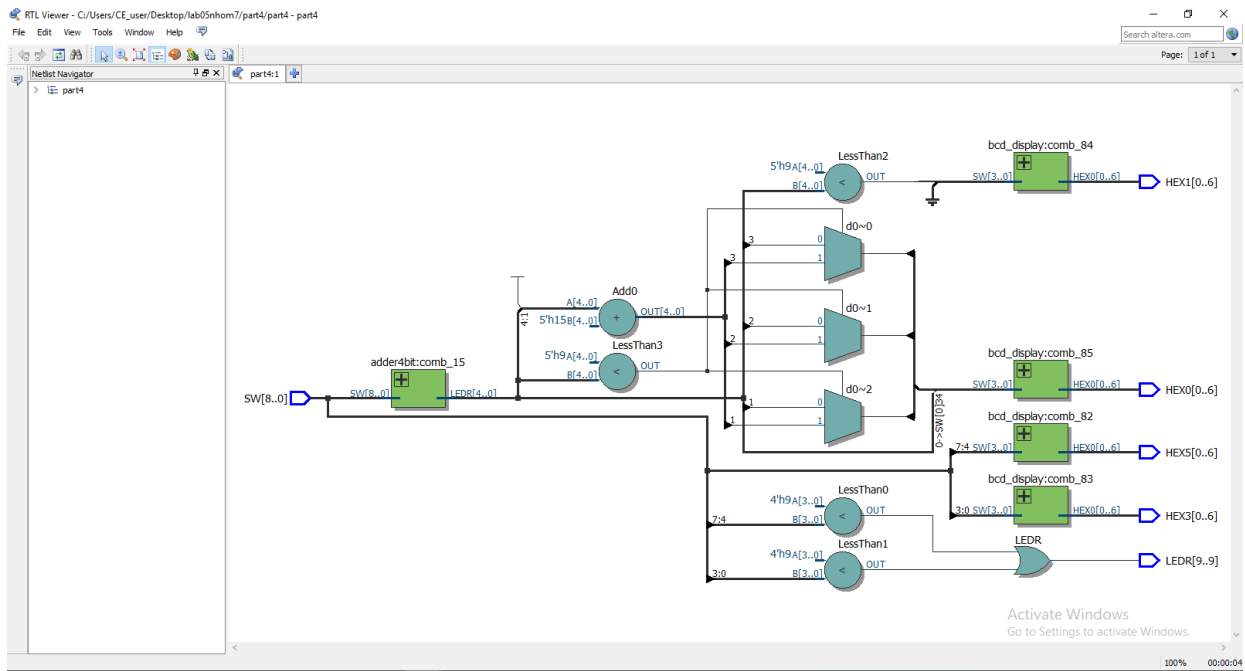 RTL Viewer - C:/Users/CE_user/Desktop/lab05nhom7/part4/part4 - part4
File Edit View Tools Window Help
Search altera.com
Page: 1 of 1
Netlist Navigator
part4:1
part4
bcd_display:comb_84
LessThan2
5'h9 A[4..0]
OUT
B[4..0]
<
SW[3..0]
HEX0[0..6]
HEX1[0..6]
d0~0
3
0
3
1
Add0
A[4..0]
OUT[4..0]
5'h15 B[4..0]
+
4:1
d0~1
2
0
2
1
LessThan3
5'h9 A[4..0]
OUT
B[4..0]
<
adder4bit:comb_15
SW[8..0]
SW[8..0]
LEDR[4..0]
d0~2
1
0
1
1
0->SW[0]34
bcd_display:comb_85
SW[3..0]
HEX0[0..6]
HEX0[0..6]
bcd_display:comb_82
7:4 SW[3..0]
HEX0[0..6]
HEX5[0..6]
bcd_display:comb_83
3:0 SW[3..0]
HEX0[0..6]
HEX3[0..6]
LessThan0
4'h9 A[3..0]
OUT
7:4
B[3..0]
<
LessThan1
4'h9 A[3..0]
OUT
3:0
B[3..0]
<
LEDR
LEDR[9..9]
Activate Windows
Go to Settings to activate Windows.
100% 00:00:04